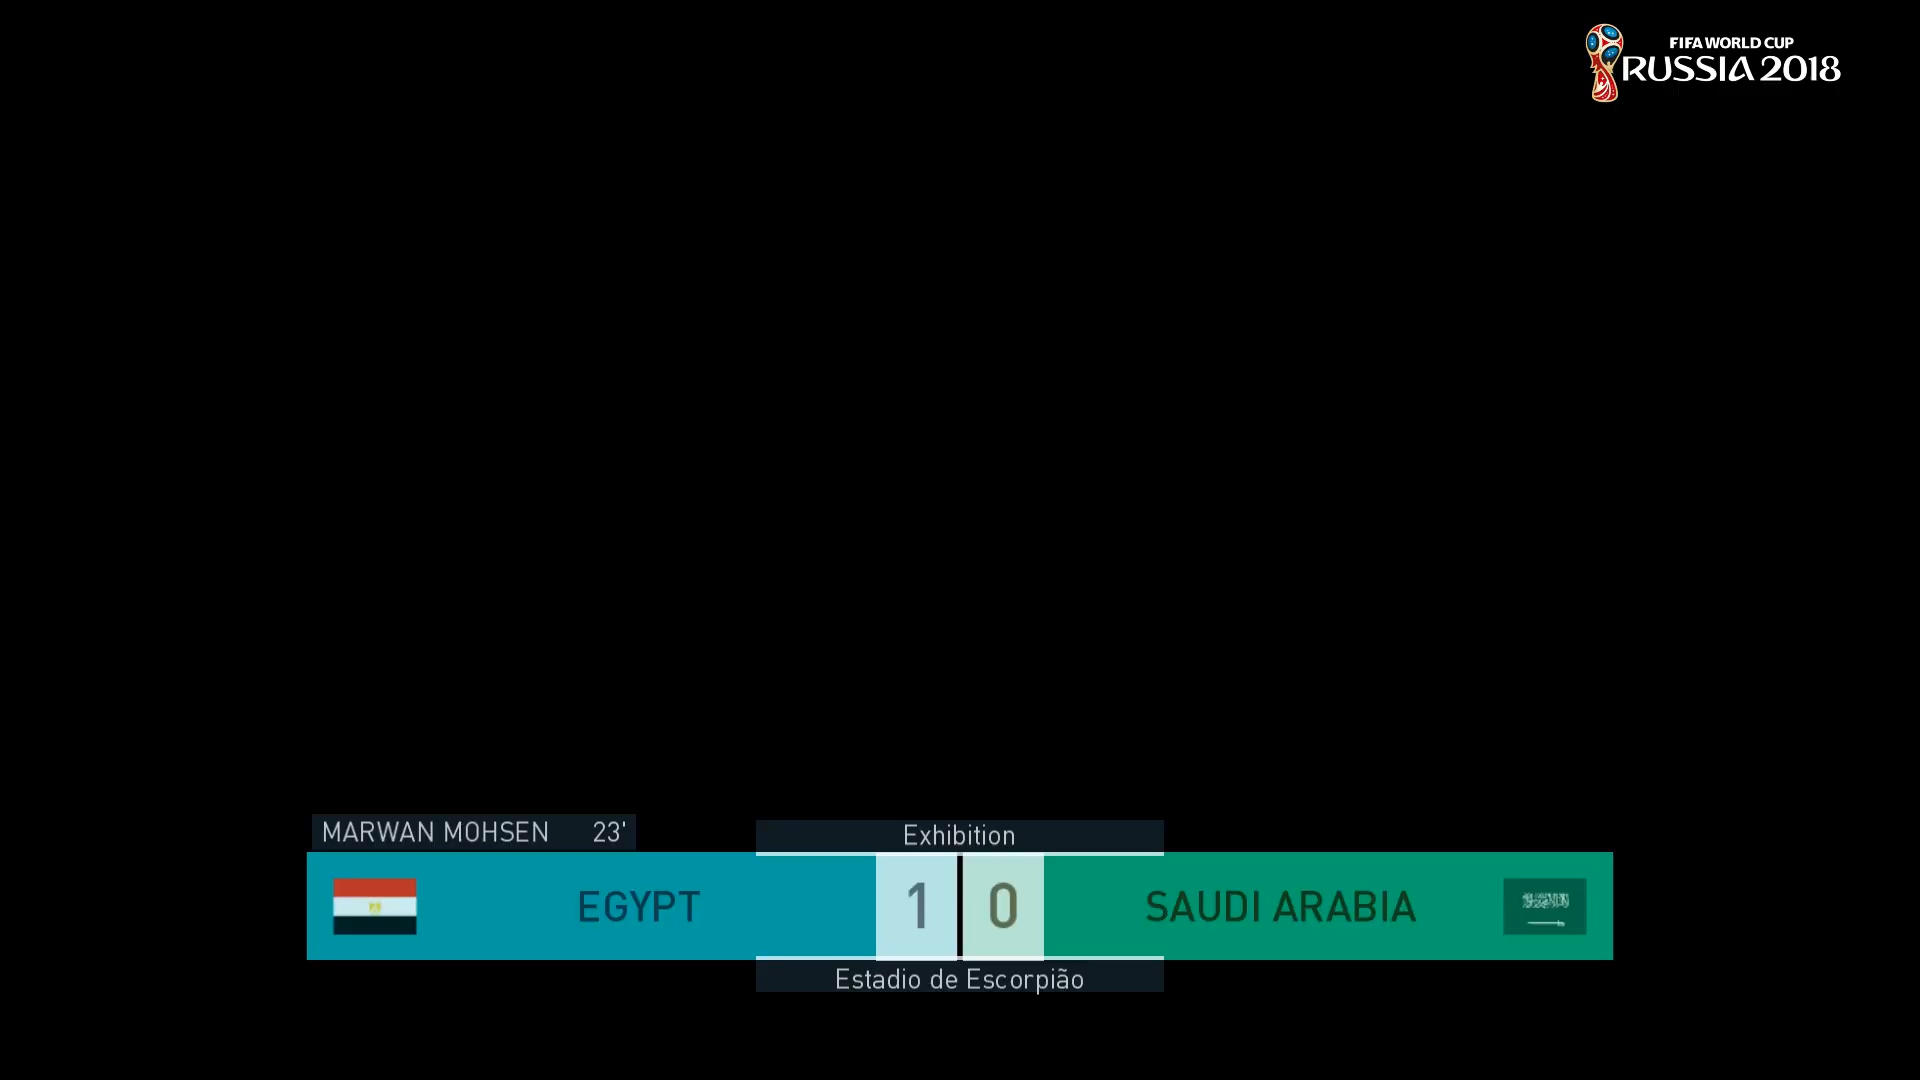 FIFA WORLD CUP
RUSSIA 2018
MARWAN MOHSEN 23'
Exhibition
EGYPT 1 0 SAUDI ARABIA
Estadio de Escorpião